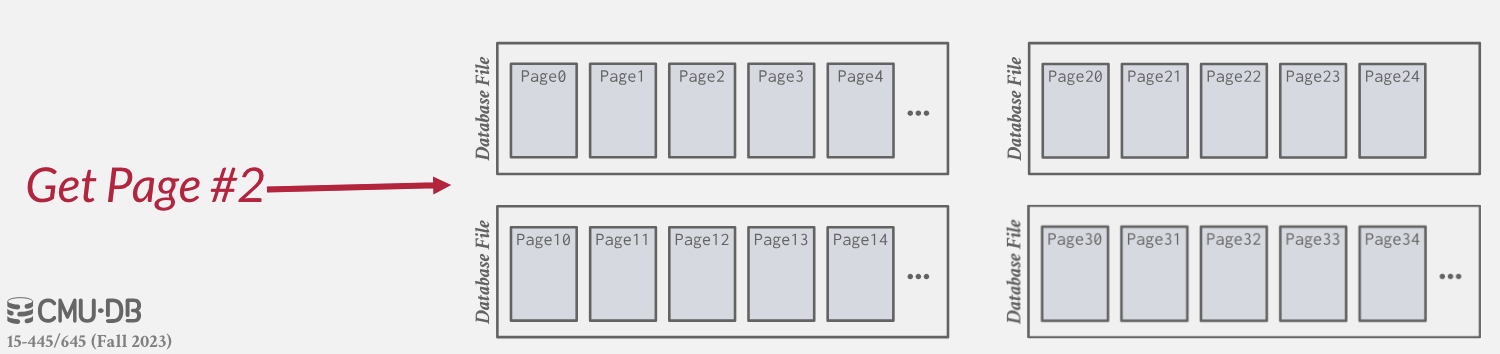 Get Page #2
Database File
Page0 Page1 Page2 Page3 Page4 •••
Database File
Page20 Page21 Page22 Page23 Page24
Database File
Page10 Page11 Page12 Page13 Page14 •••
Database File
Page30 Page31 Page32 Page33 Page34 •••
CMU·DB
15-445/645 (Fall 2023)